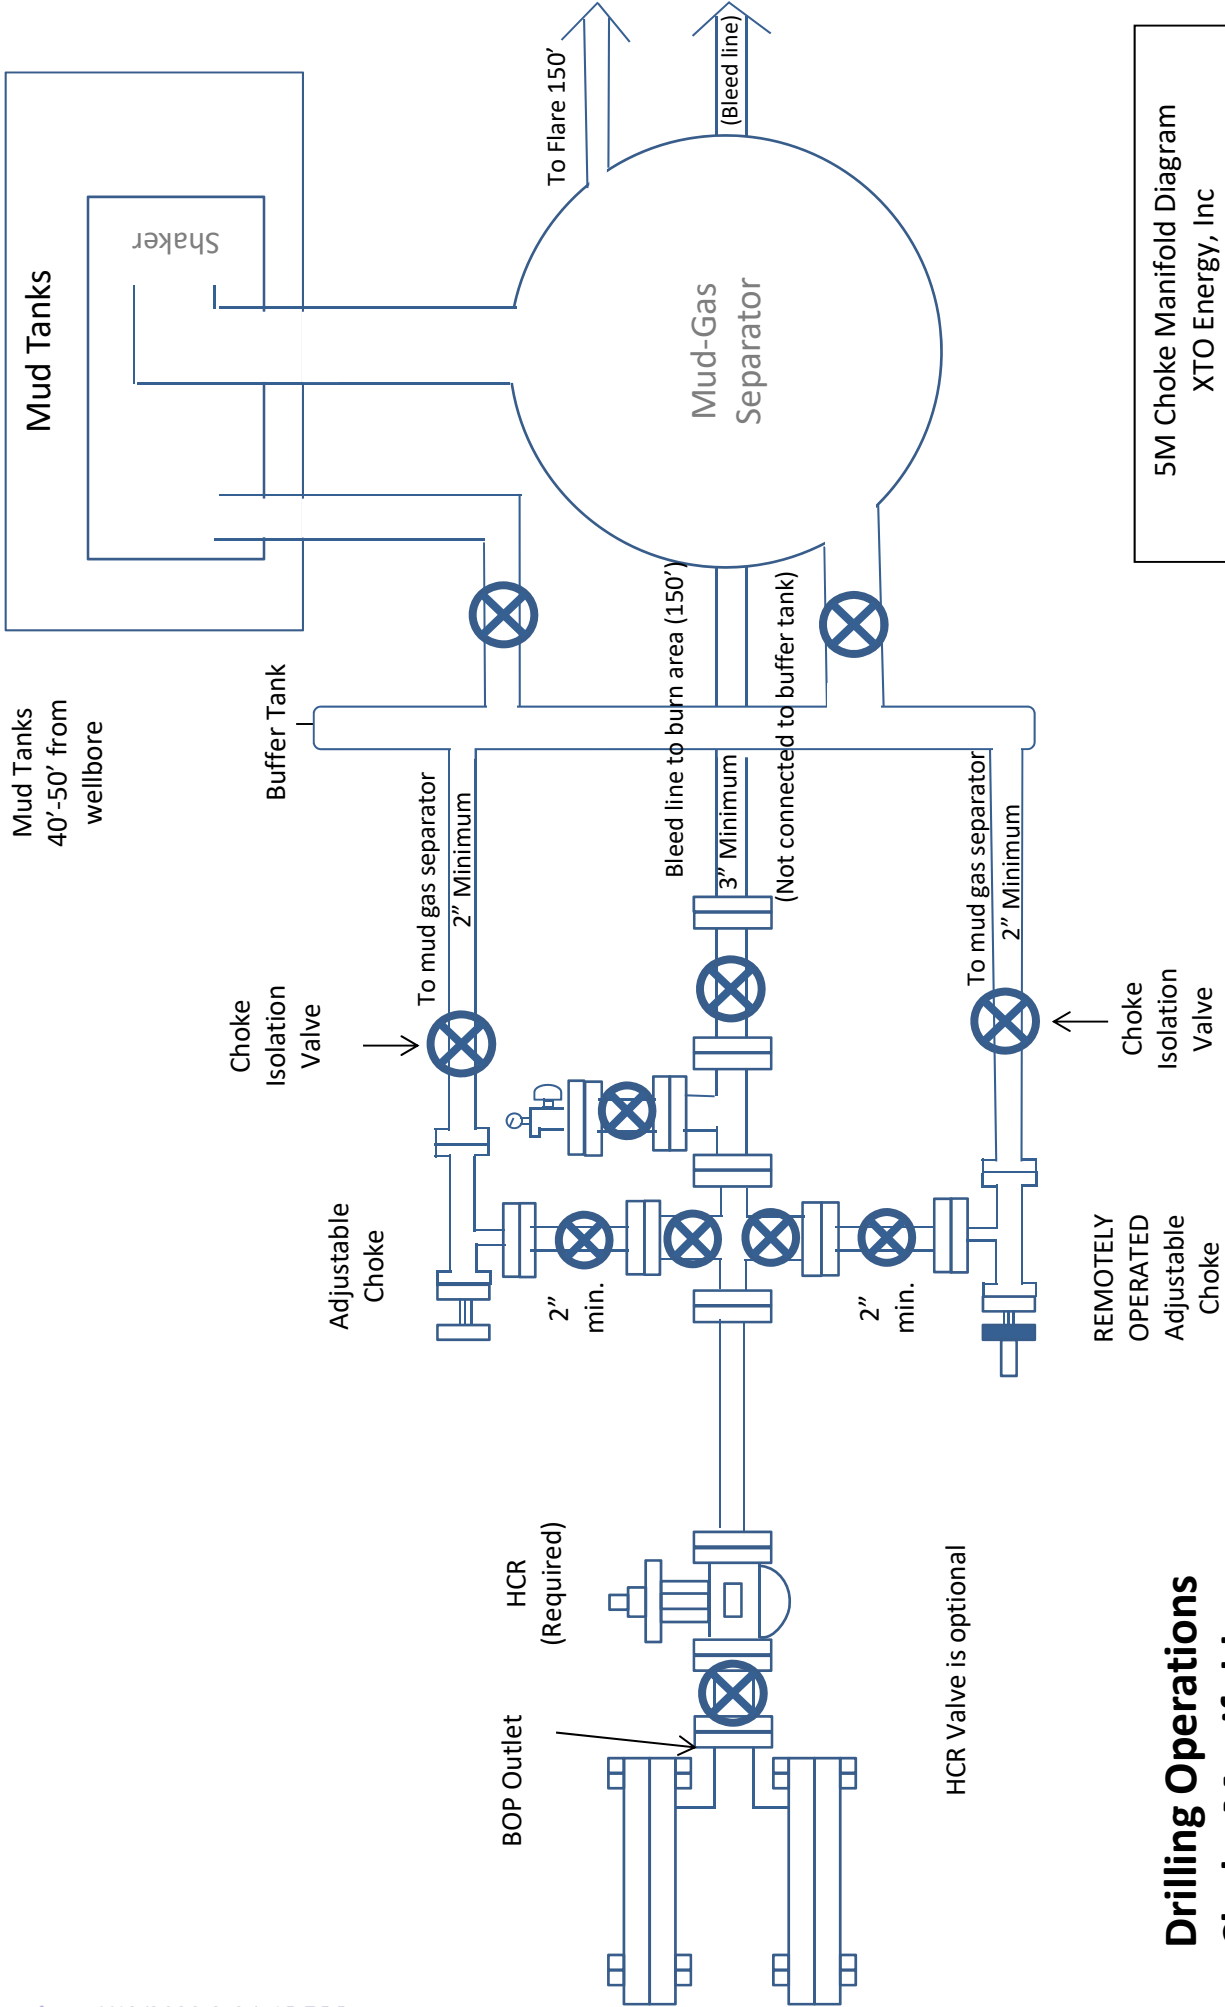 Mud Tanks
Shaker
Mud Tanks
40’-50’ from
wellbore
Buffer Tank
To Flare 150’
(Bleed line)
Mud-Gas
Separator
Choke
Isolation
Valve
To mud gas separator
2” Minimum
Bleed line to burn area (150’)
3” Minimum
(Not connected to buffer tank)
To mud gas separator
2” Minimum
Choke
Isolation
Valve
Adjustable
Choke
2”
min.
2”
min.
REMOTELY
OPERATED
Adjustable
Choke
HCR
(Required)
BOP Outlet
HCR Valve is optional
5M Choke Manifold Diagram
XTO Energy, Inc
Drilling Operations